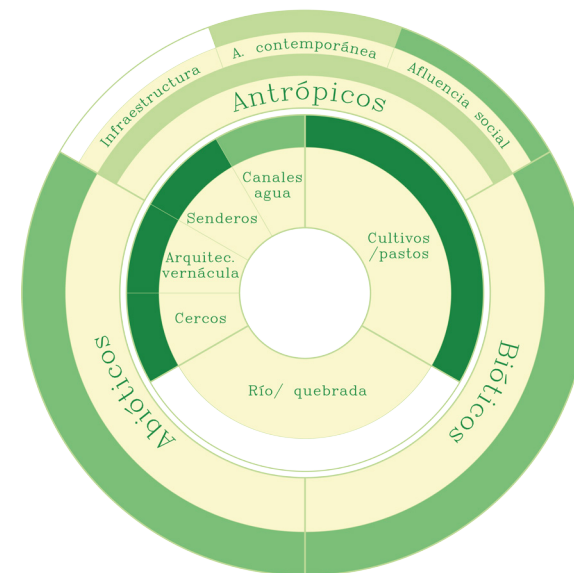 A. contemporánea
Infraestructura
Afluencia social
Antrópicos
Canales
agua
Senderos
Cultivos
/pastos
Arquitec.
vernácula
Cercos
Río/ quebrada
Abióticos
Bióticos